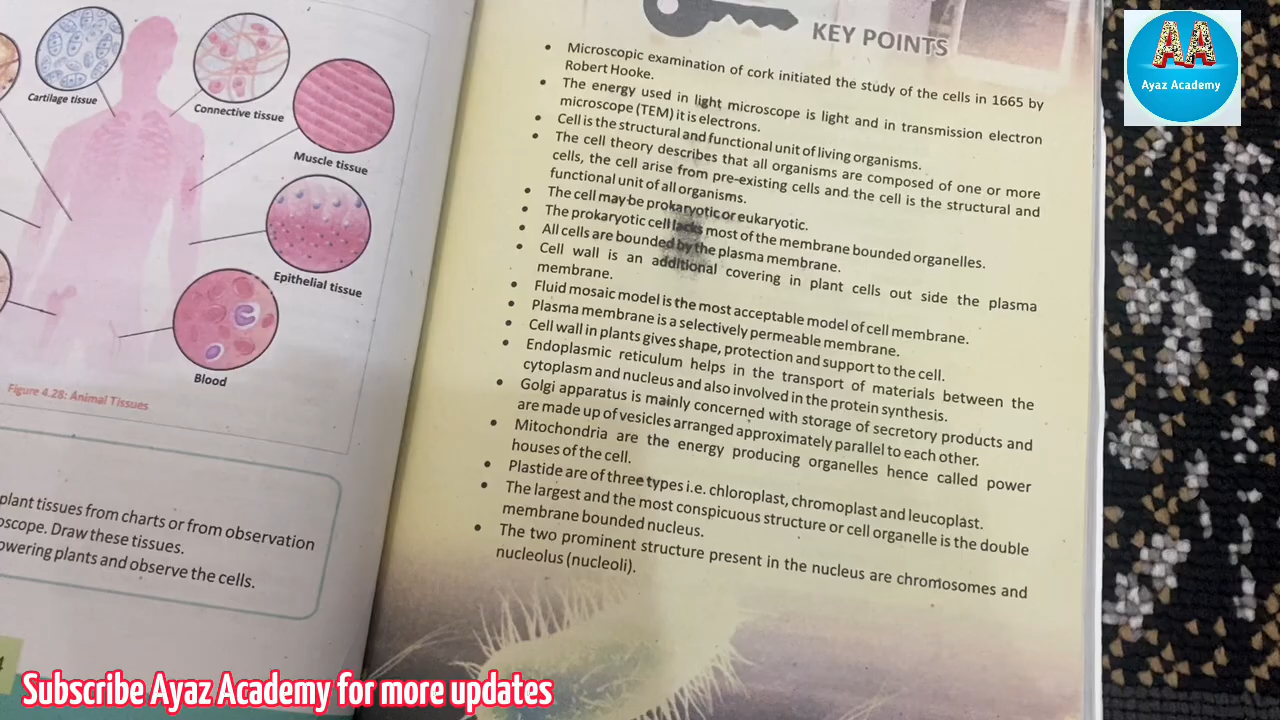 Cartilage tissue
Connective tissue
Muscle tissue
Epithelial tissue
Blood
Figure 4.28: Animal Tissues
plant tissues from charts or from observation
oscope. Draw these tissues.
owering plants and observe the cells.
KEY POINTS
• Microscopic examination of cork initiated the study of the cells in 1665 by
Robert Hooke.
• The energy used in light microscope is light and in transmission electron
microscope (TEM) it is electrons.
• Cell is the structural and functional unit of living organisms.
• The cell theory describes that all organisms are composed of one or more
cells, the cell arise from pre-existing cells and the cell is the structural and
functional unit of all organisms.
• The cell may be prokaryotic or eukaryotic.
• The prokaryotic cell lacks most of the membrane bounded organelles.
• All cells are bounded by the plasma membrane.
• Cell wall is an additional covering in plant cells out side the plasma
membrane.
• Fluid mosaic model is the most acceptable model of cell membrane.
• Plasma membrane is a selectively permeable membrane.
• Cell wall in plants gives shape, protection and support to the cell.
• Endoplasmic reticulum helps in the transport of materials between the
cytoplasm and nucleus and also involved in the protein synthesis.
• Golgi apparatus is mainly concerned with storage of secretory products and
are made up of vesicles arranged approximately parallel to each other.
• Mitochondria are the energy producing organelles hence called power
houses of the cell.
• Plastide are of three types i.e. chloroplast, chromoplast and leucoplast.
• The largest and the most conspicuous structure or cell organelle is the double
membrane bounded nucleus.
• The two prominent structure present in the nucleus are chromosomes and
nucleolus (nucleoli).
AA
Ayaz Academy
Subscribe Ayaz Academy for more updates